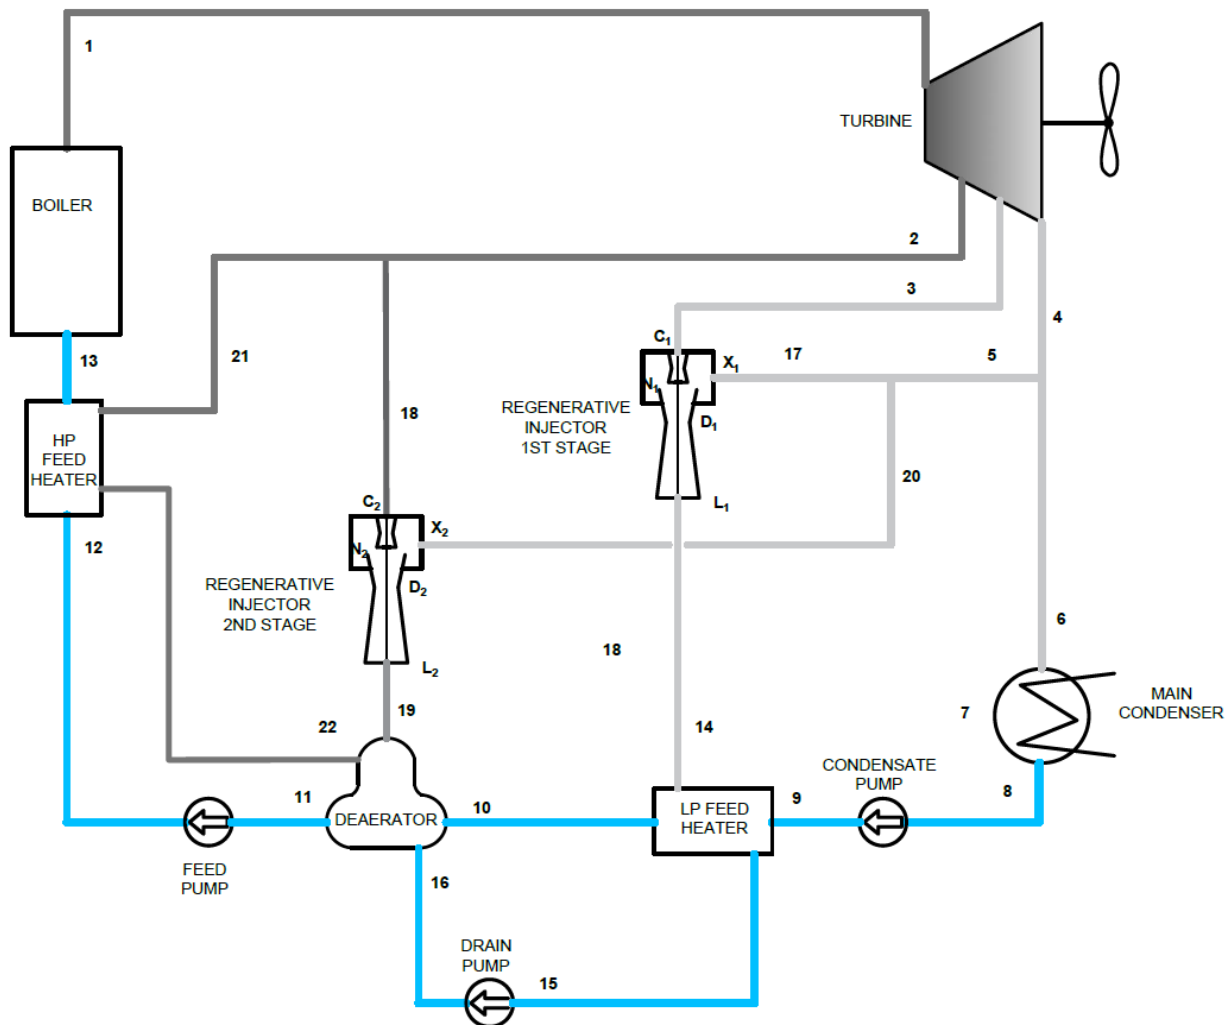 1
TURBINE
BOILER
2
3
4
C1
X1
17
5
13
21
N1
18
REGENERATIVE
INJECTOR
1ST STAGE
D1
HP
FEED
HEATER
20
C2
X2
L1
12
N2
REGENERATIVE
INJECTOR
2ND STAGE
D2
6
18
L2
MAIN
CONDENSER
7
19
22
14
CONDENSATE
PUMP
11
DEAERATOR
10
LP FEED
HEATER
9
8
FEED
PUMP
16
DRAIN
PUMP
15